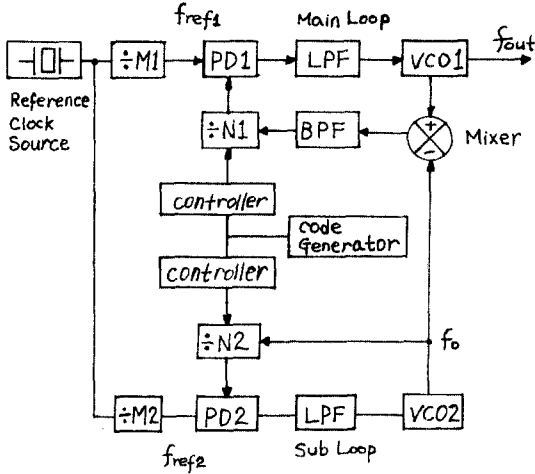 fref1
Main Loop
÷M1
PD1
LPF
VCO1
fout
Reference
Clock
Source
÷N1
BPF
+
-
Mixer
controller
code
Generator
controller
÷N2
fo
÷M2
PD2
LPF
VCO2
fref2
Sub Loop